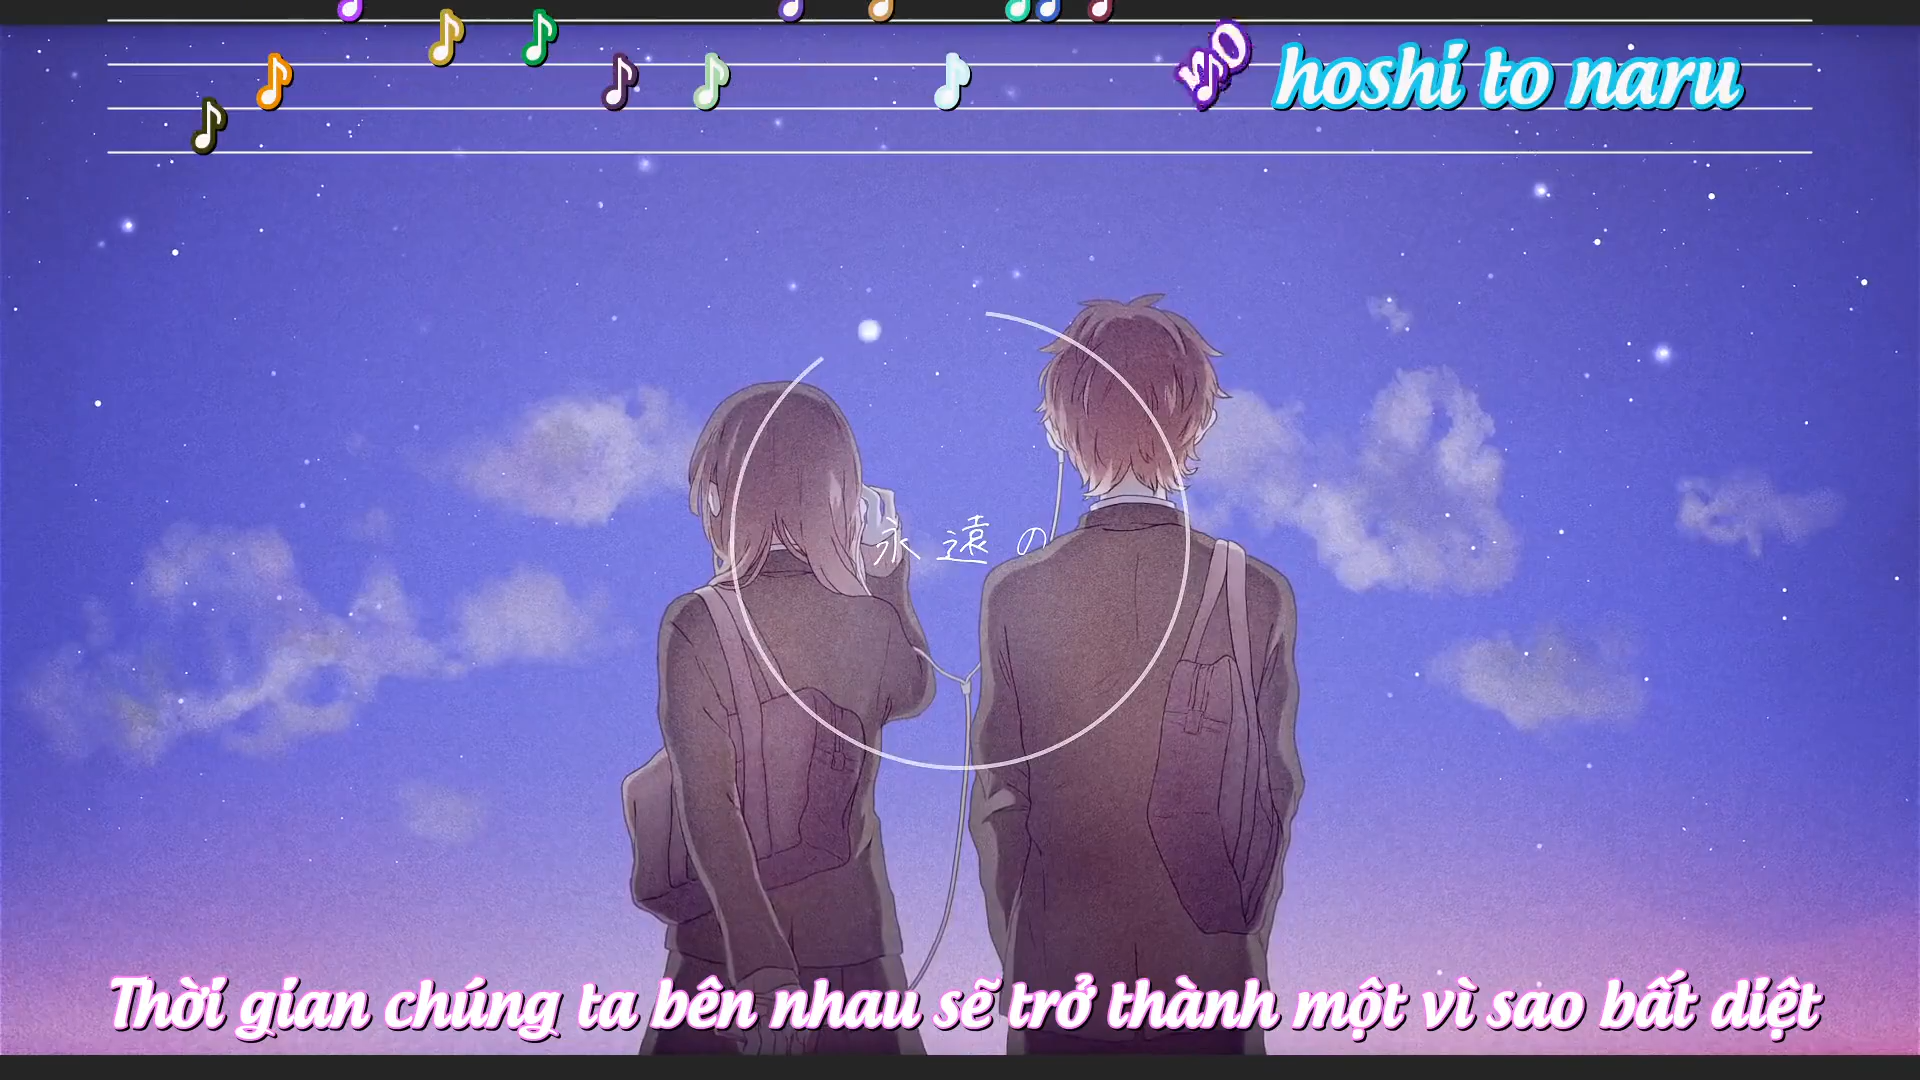 no hoshi to naru
永遠の
Thời gian chúng ta bên nhau sẽ trở thành một vì sao bất diệt